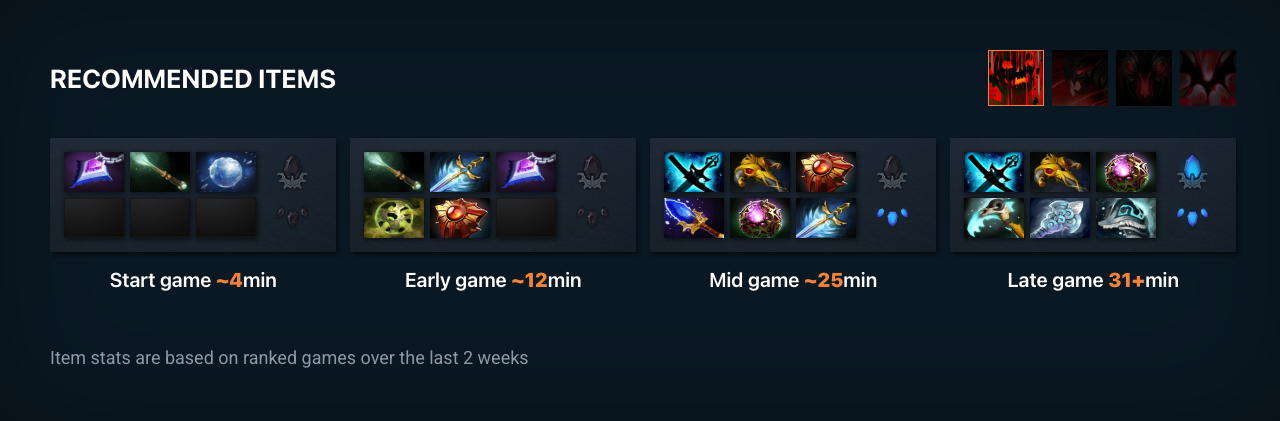 RECOMMENDED ITEMS
Start game ~4min
Early game ~12min
Mid game ~25min
Late game 31+min
Item stats are based on ranked games over the last 2 weeks